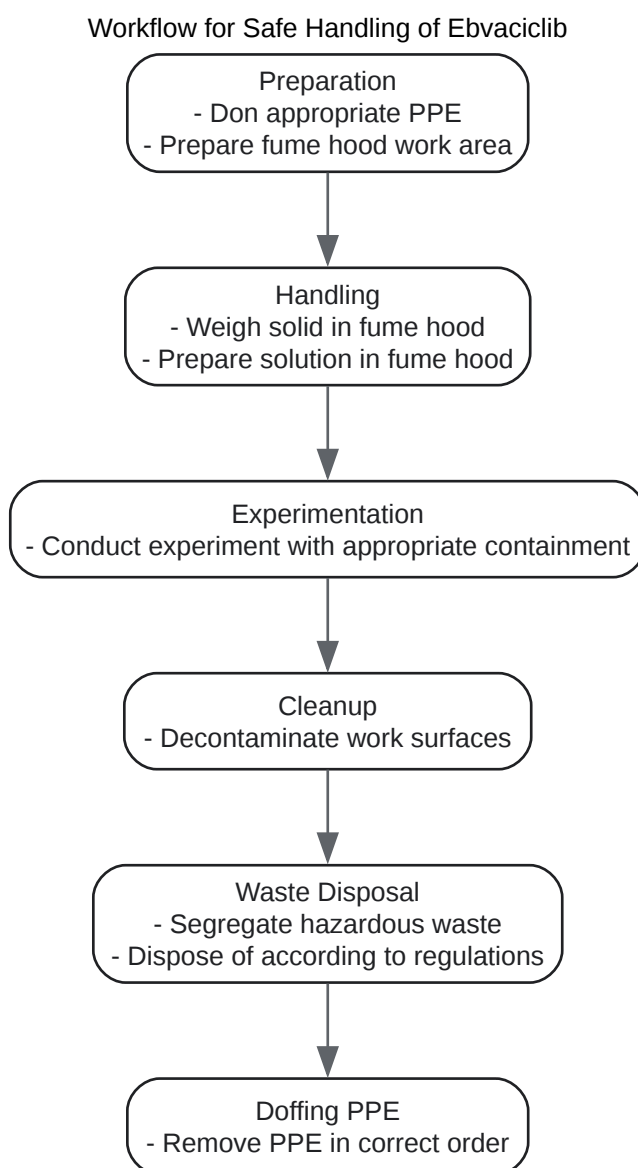 Workflow for Safe Handling of Ebvaciclib
Preparation
- Don appropriate PPE
- Prepare fume hood work area
Handling
- Weigh solid in fume hood
- Prepare solution in fume hood
Experimentation
- Conduct experiment with appropriate containment
Cleanup
- Decontaminate work surfaces
Waste Disposal
- Segregate hazardous waste
- Dispose of according to regulations
Doffing PPE
- Remove PPE in correct order